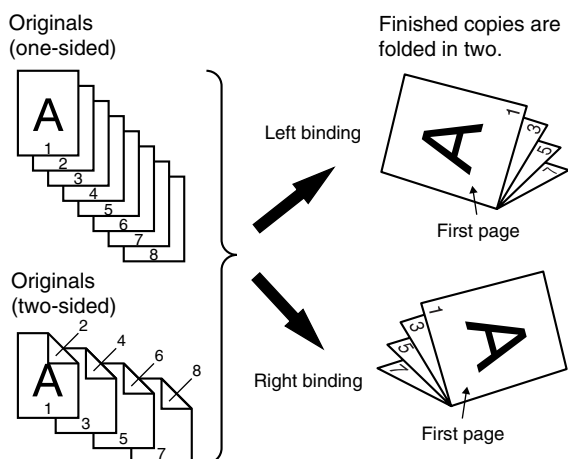 Originals
(one-sided)
A
1
2
3
4
5
6
7
8
Originals
(two-sided)
2
4
6
8
A
1
3
5
7
Left binding
Right binding
Finished copies are
folded in two.
A
1
3
5
7
First page
1
3
5
7
A
First page